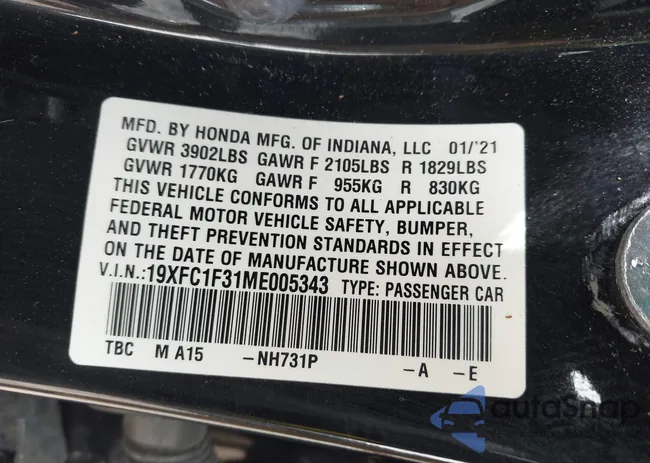 MFD. BY HONDA MFG. OF INDIANA, LLC 01/'21
GVWR 3902LBS GAWR F 2105LBS R 1829LBS
GVWR 1770KG GAWR F 955KG R 830KG
THIS VEHICLE CONFORMS TO ALL APPLICABLE
FEDERAL MOTOR VEHICLE SAFETY, BUMPER,
AND THEFT PREVENTION STANDARDS IN EFFECT
ON THE DATE OF MANUFACTURE SHOWN ABOVE.
V.I.N.:19XFC1F31ME005343 TYPE: PASSENGER CAR
TBC M A15 -NH731P -A -E
autoSnap